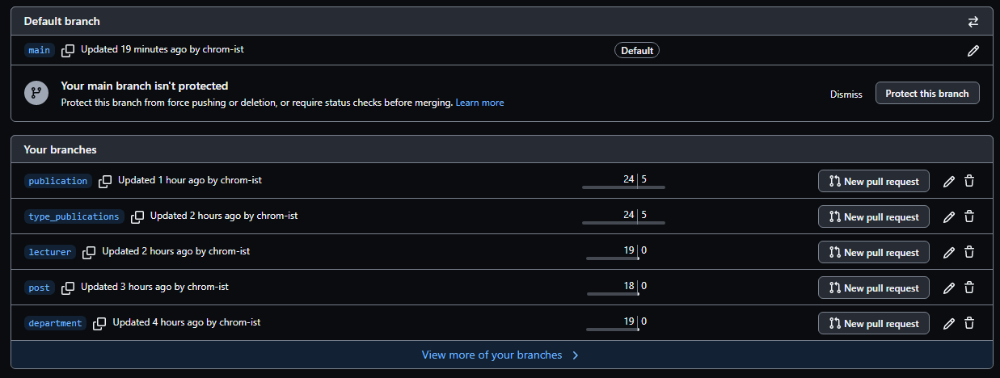 Default branch
main Updated 19 minutes ago by chrom-ist Default
Your main branch isn't protected
Protect this branch from force pushing or deletion, or require status checks before merging. Learn more
Dismiss Protect this branch
Your branches
publication Updated 1 hour ago by chrom-ist 24 5 New pull request
type_publications Updated 2 hours ago by chrom-ist 24 5 New pull request
lecturer Updated 2 hours ago by chrom-ist 19 0 New pull request
post Updated 3 hours ago by chrom-ist 18 0 New pull request
department Updated 4 hours ago by chrom-ist 19 0 New pull request
View more of your branches